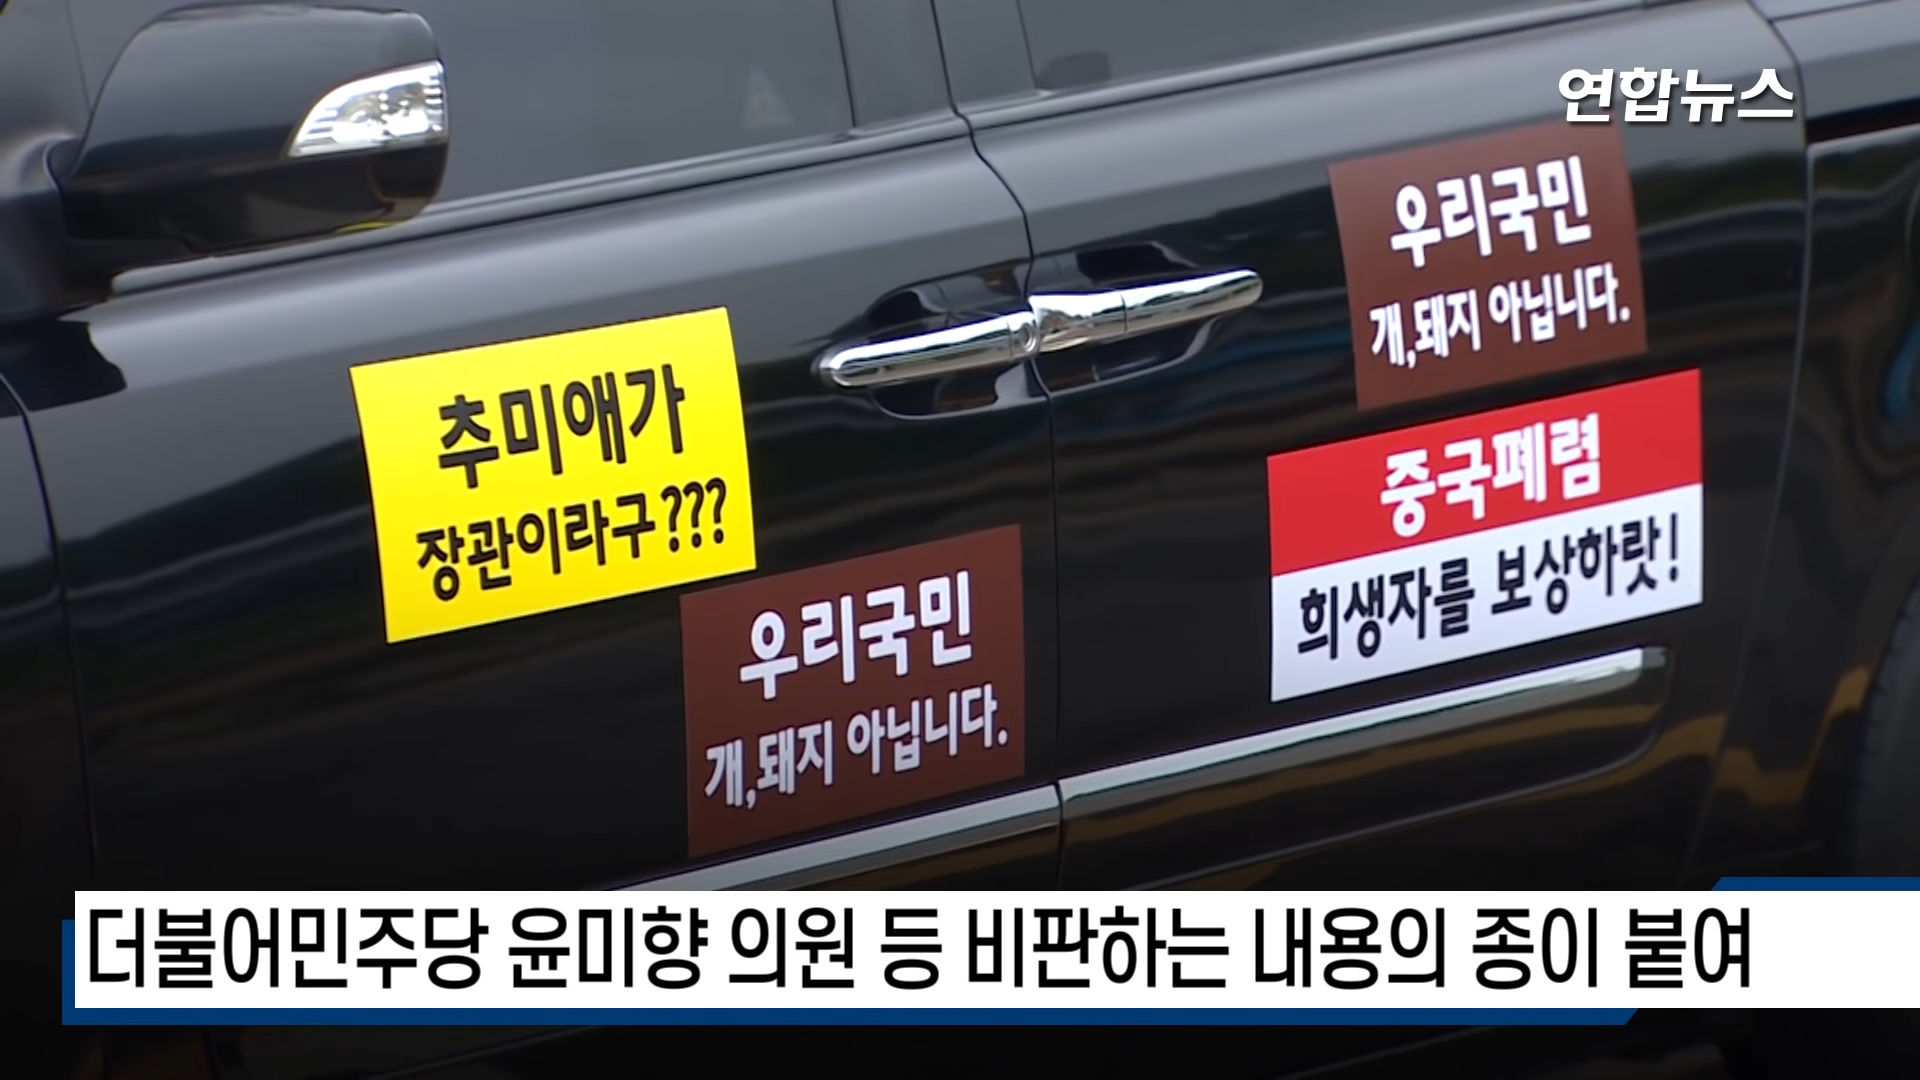 연합뉴스
우리국민
개,돼지 아닙니다.
추미애가
장관이라구???
중국폐렴
희생자를 보상하랏!
우리국민
개,돼지 아닙니다.
더불어민주당 윤미향 의원 등 비판하는 내용의 종이 붙여